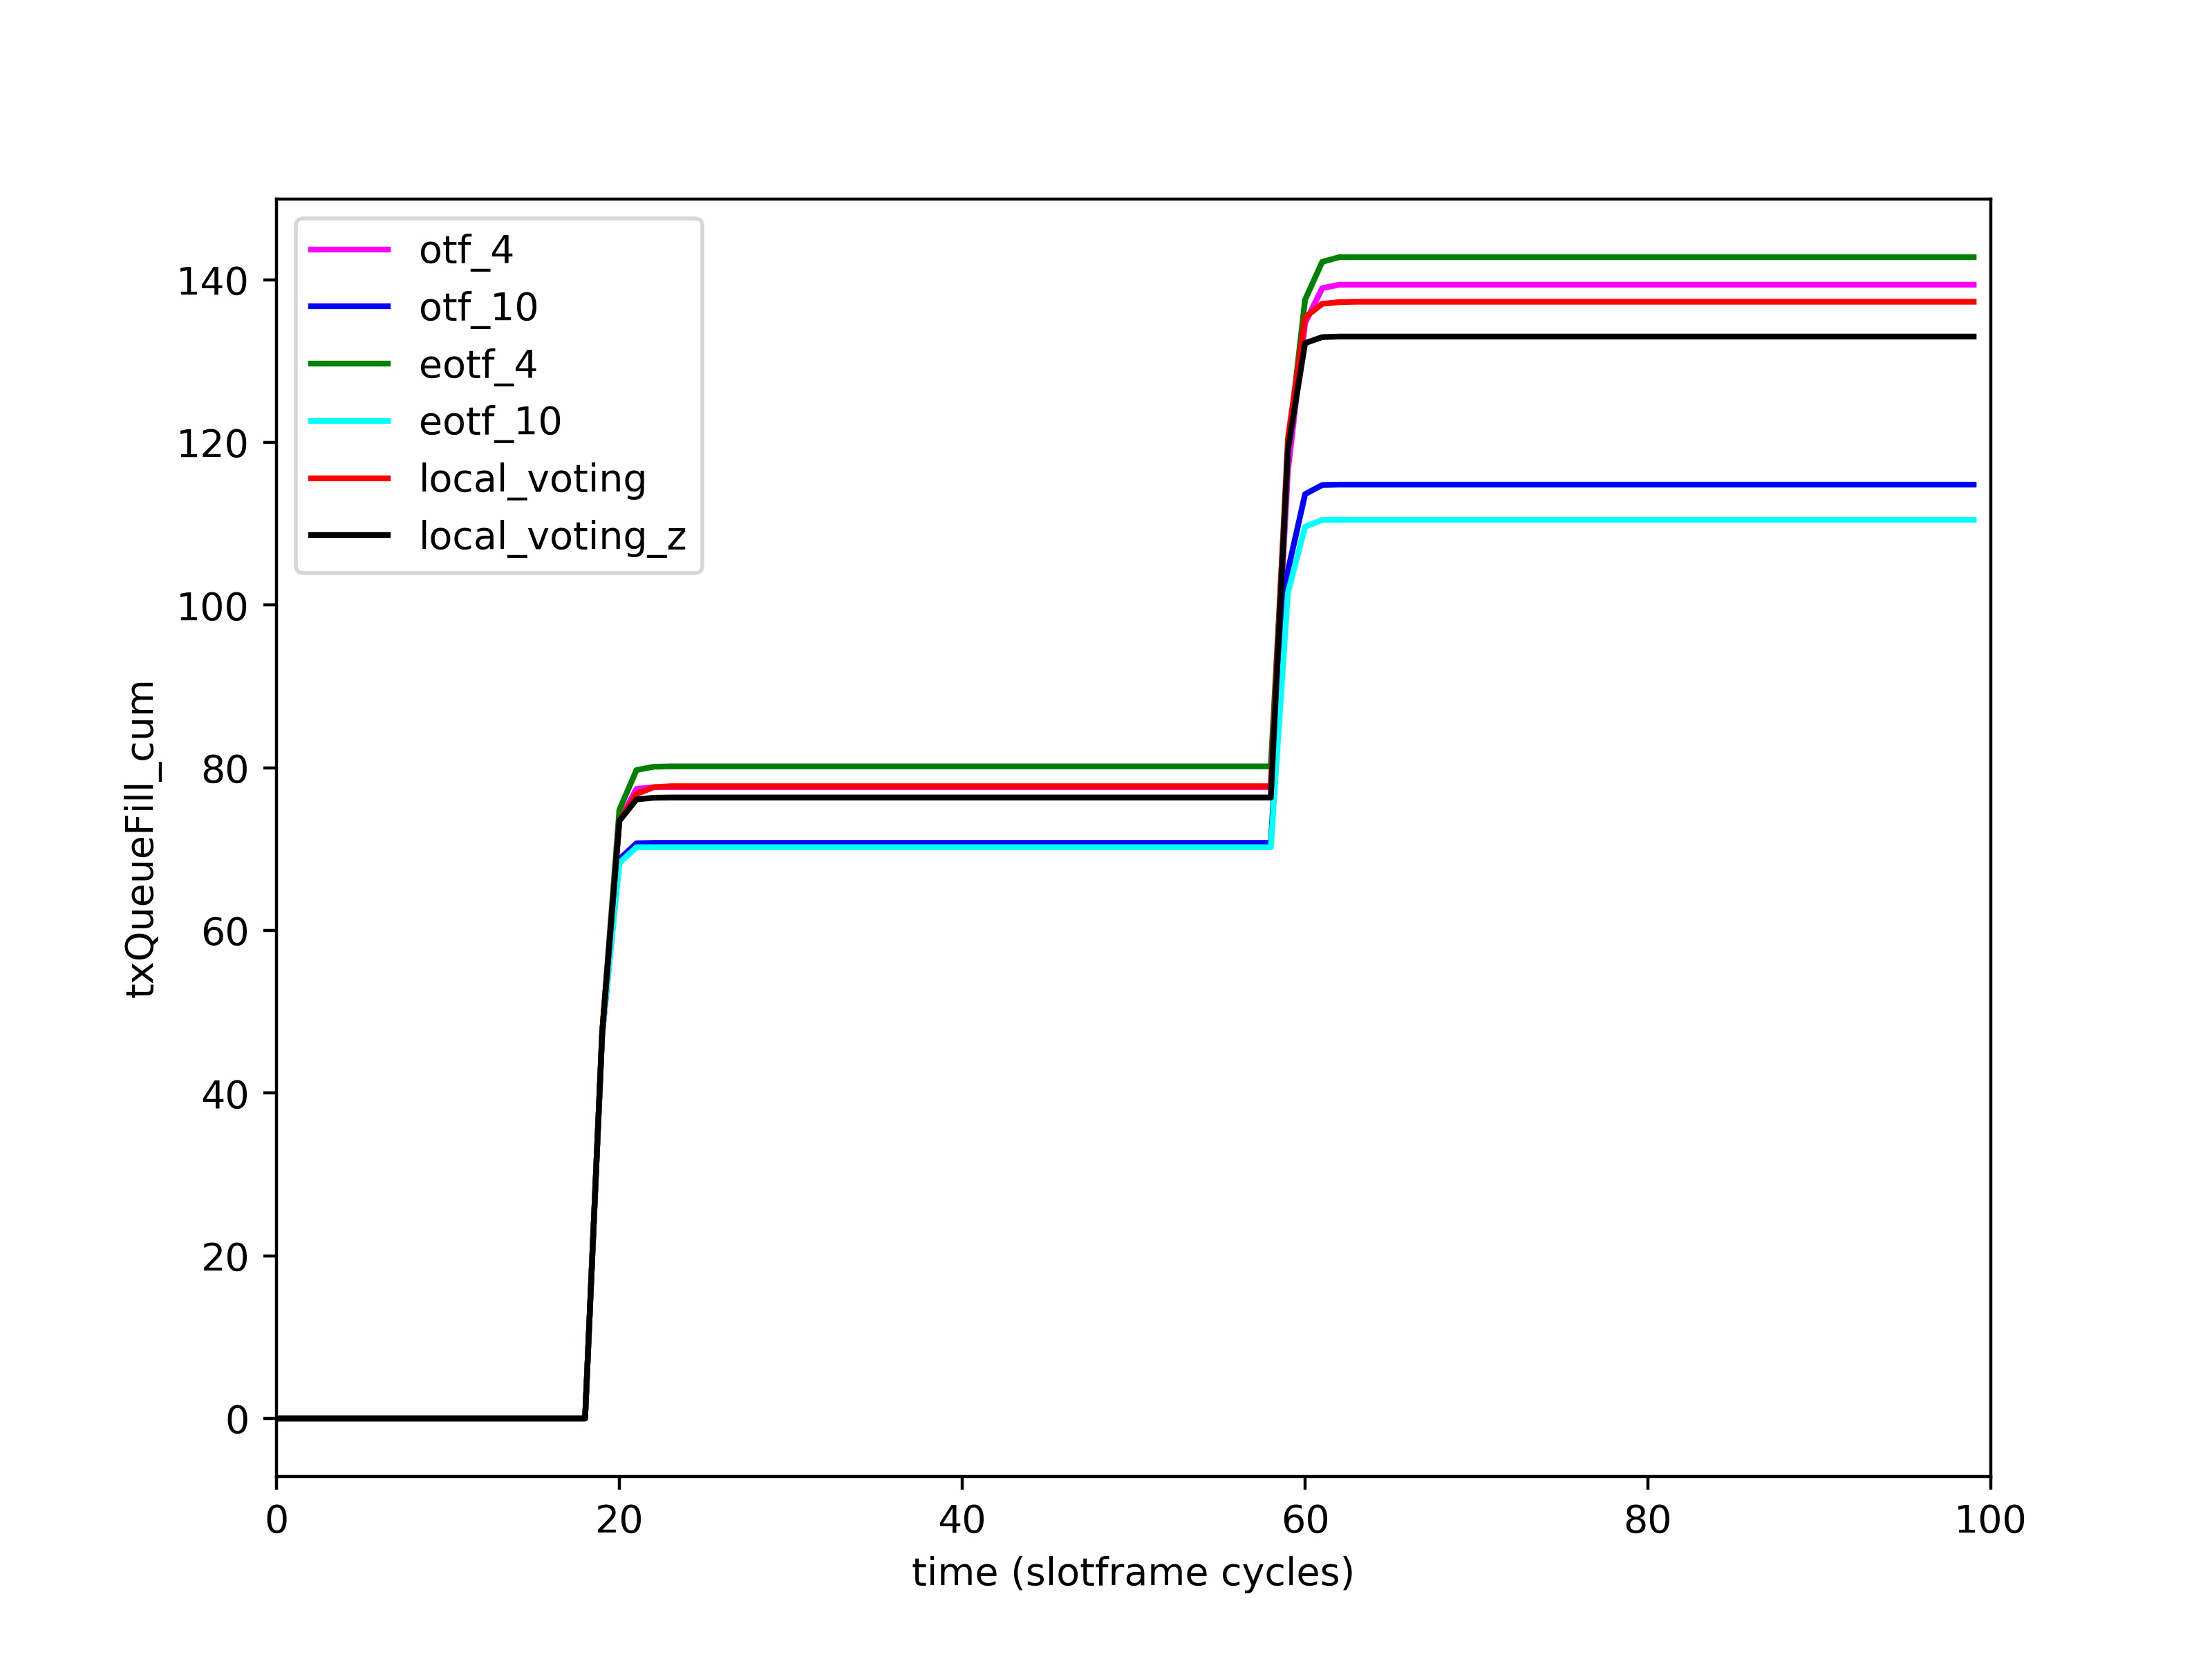 otf_4
otf_10
eotf_4
eotf_10
local_voting
local_voting_z
txQueueFill_cum
140
120
100
80
60
40
20
0
0 20 40 60 80 100
time (slotframe cycles)